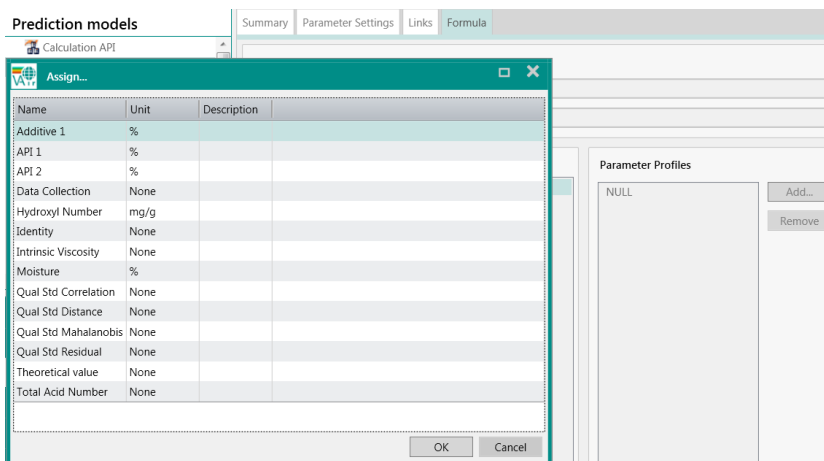 Prediction models
Summary Parameter Settings Links Formula
Calculation API
Assign...
Name Unit Description
Additive 1 %
API 1 %
API 2 %
Data Collection None
Hydroxyl Number mg/g
Identity None
Intrinsic Viscosity None
Moisture %
Qual Std Correlation None
Qual Std Distance None
Qual Std Mahalanobis None
Qual Std Residual None
Theoretical value None
Total Acid Number None
OK Cancel
Parameter Profiles
NULL
Add...
Remove